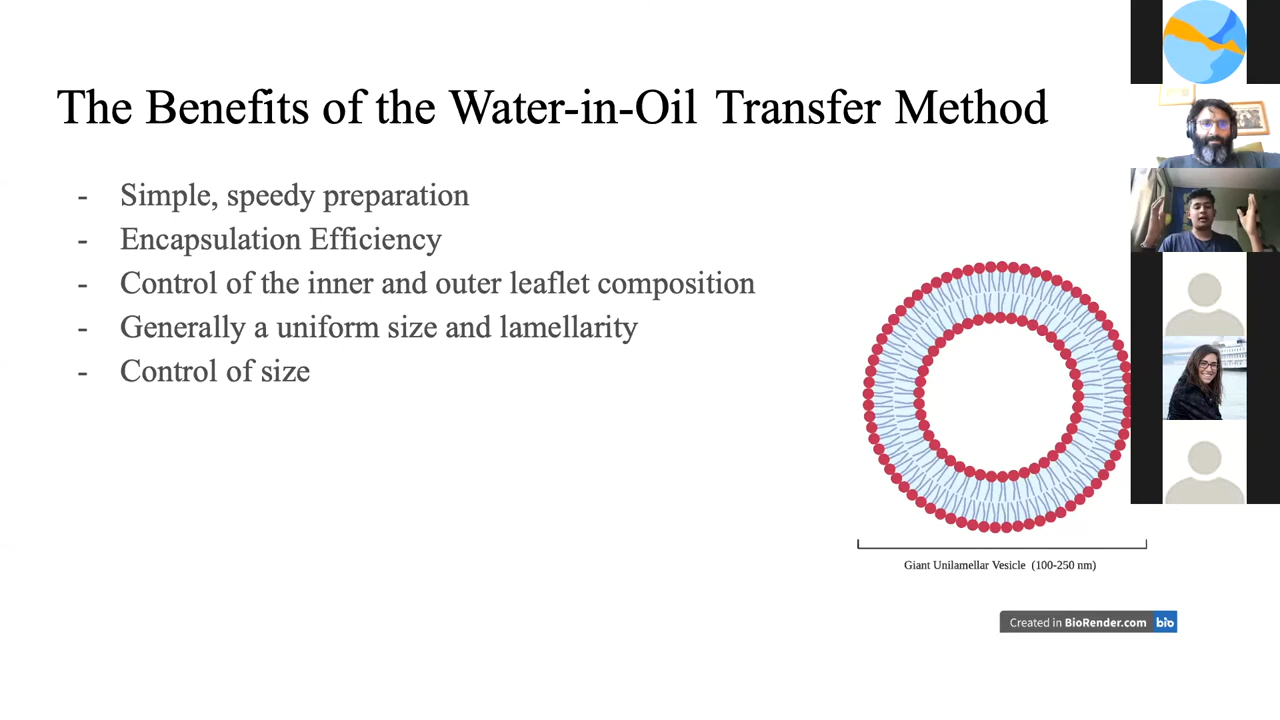 The Benefits of the Water-in-Oil Transfer Method
- Simple, speedy preparation
- Encapsulation Efficiency
- Control of the inner and outer leaflet composition
- Generally a uniform size and lamellarity
- Control of size
Giant Unilamellar Vesicle (100-250 nm)
Created in BioRender.com bio